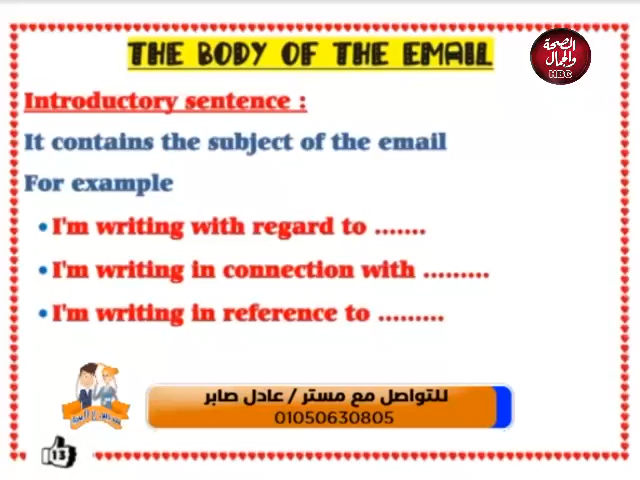 THE BODY OF THE EMAIL
الصحة
والجمال
HBC
Introductory sentence :
It contains the subject of the email
For example
•I'm writing with regard to .......
•I'm writing in connection with .........
•I'm writing in reference to .........
للتواصل مع مستر / عادل صابر
01050630805
13